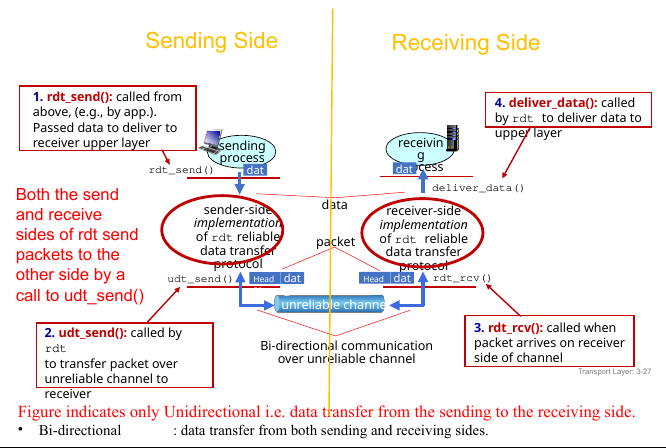 Sending Side
Receiving Side
1. rdt_send(): called from
above, (e.g., by app.).
Passed data to deliver to
receiver upper layer
4. deliver_data(): called
by rdt to deliver data to
upper layer
sending
process
receivin
g
process
dat
dat
rdt_send()
deliver_data()
Both the send
and receive
sides of rdt send
packets to the
other side by a
call to udt_send()
data
sender-side
implementation
of rdt reliable
data transfer
protocol
receiver-side
implementation
of rdt reliable
data transfer
protocol
packet
udt_send()
Head dat
Head dat
rdt_rcv()
unreliable channel
2. udt_send(): called by
rdt
to transfer packet over
unreliable channel to
receiver
3. rdt_rcv(): called when
packet arrives on receiver
side of channel
Bi-directional communication
over unreliable channel
Transport Layer: 3-27
Figure indicates only Unidirectional i.e. data transfer from the sending to the receiving side.
• Bi-directional : data transfer from both sending and receiving sides.